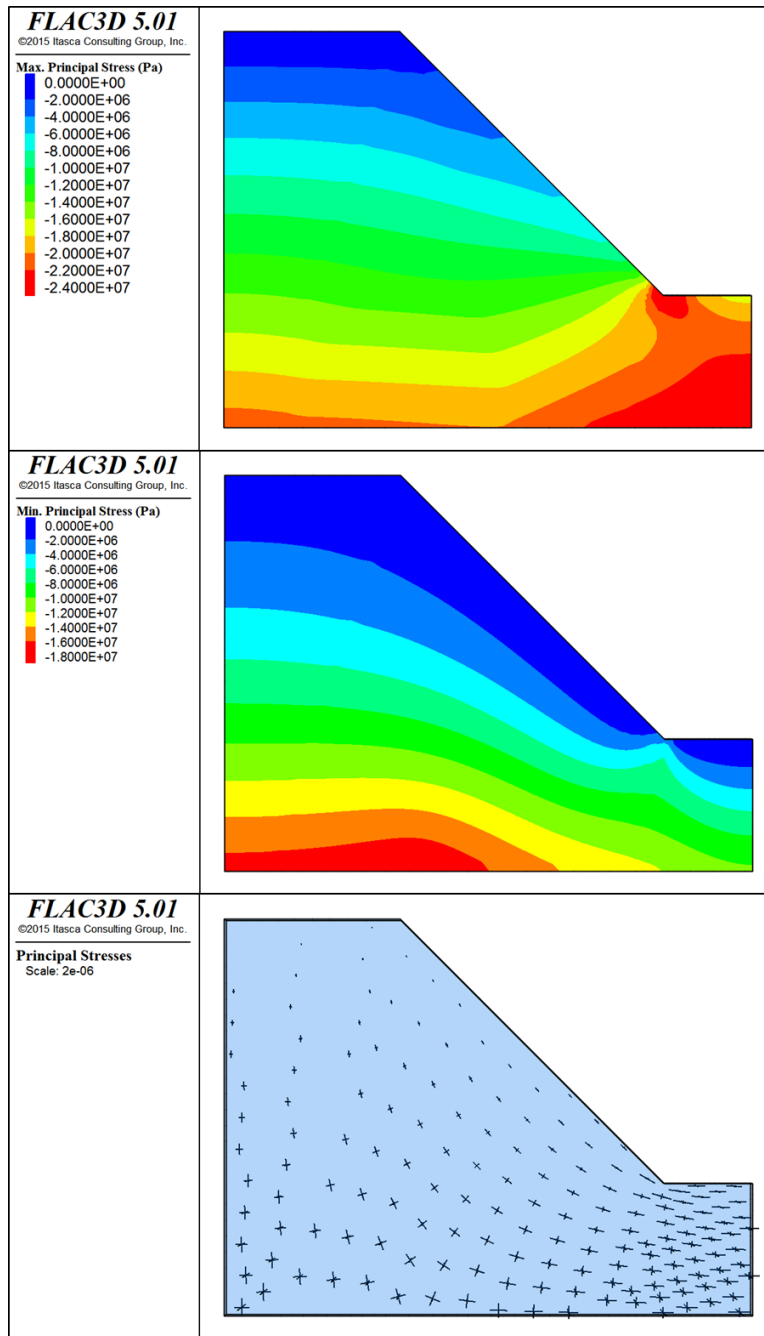 FLAC3D 5.01
©2015 Itasca Consulting Group, Inc.
Max. Principal Stress (Pa)
0.0000E+00
-2.0000E+06
-4.0000E+06
-6.0000E+06
-8.0000E+06
-1.0000E+07
-1.2000E+07
-1.4000E+07
-1.6000E+07
-1.8000E+07
-2.0000E+07
-2.2000E+07
-2.4000E+07
FLAC3D 5.01
©2015 Itasca Consulting Group, Inc.
Min. Principal Stress (Pa)
0.0000E+00
-2.0000E+06
-4.0000E+06
-6.0000E+06
-8.0000E+06
-1.0000E+07
-1.2000E+07
-1.4000E+07
-1.6000E+07
-1.8000E+07
FLAC3D 5.01
©2015 Itasca Consulting Group, Inc.
Principal Stresses
Scale: 2e-06